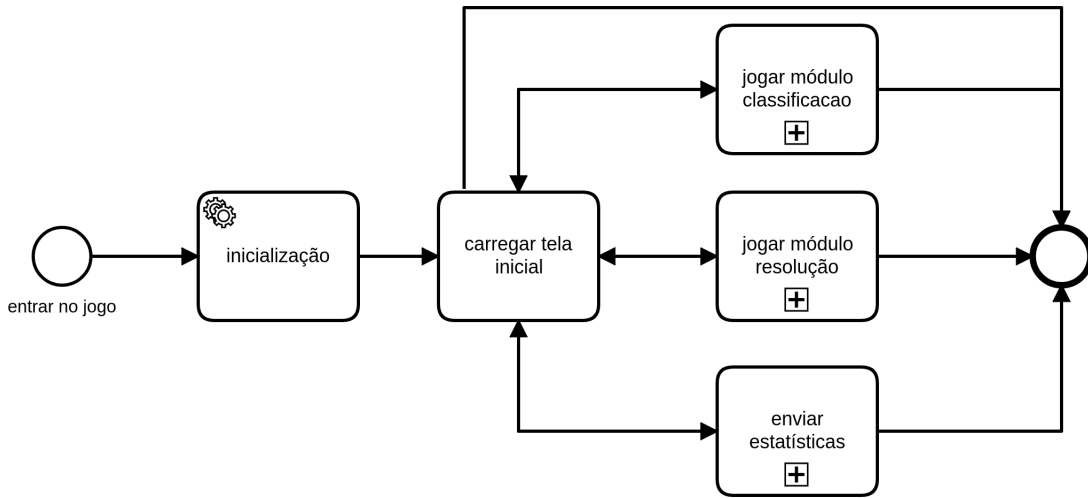 jogar módulo
classificacao
inicialização
carregar tela
inicial
jogar módulo
resolução
entrar no jogo
enviar
estatísticas